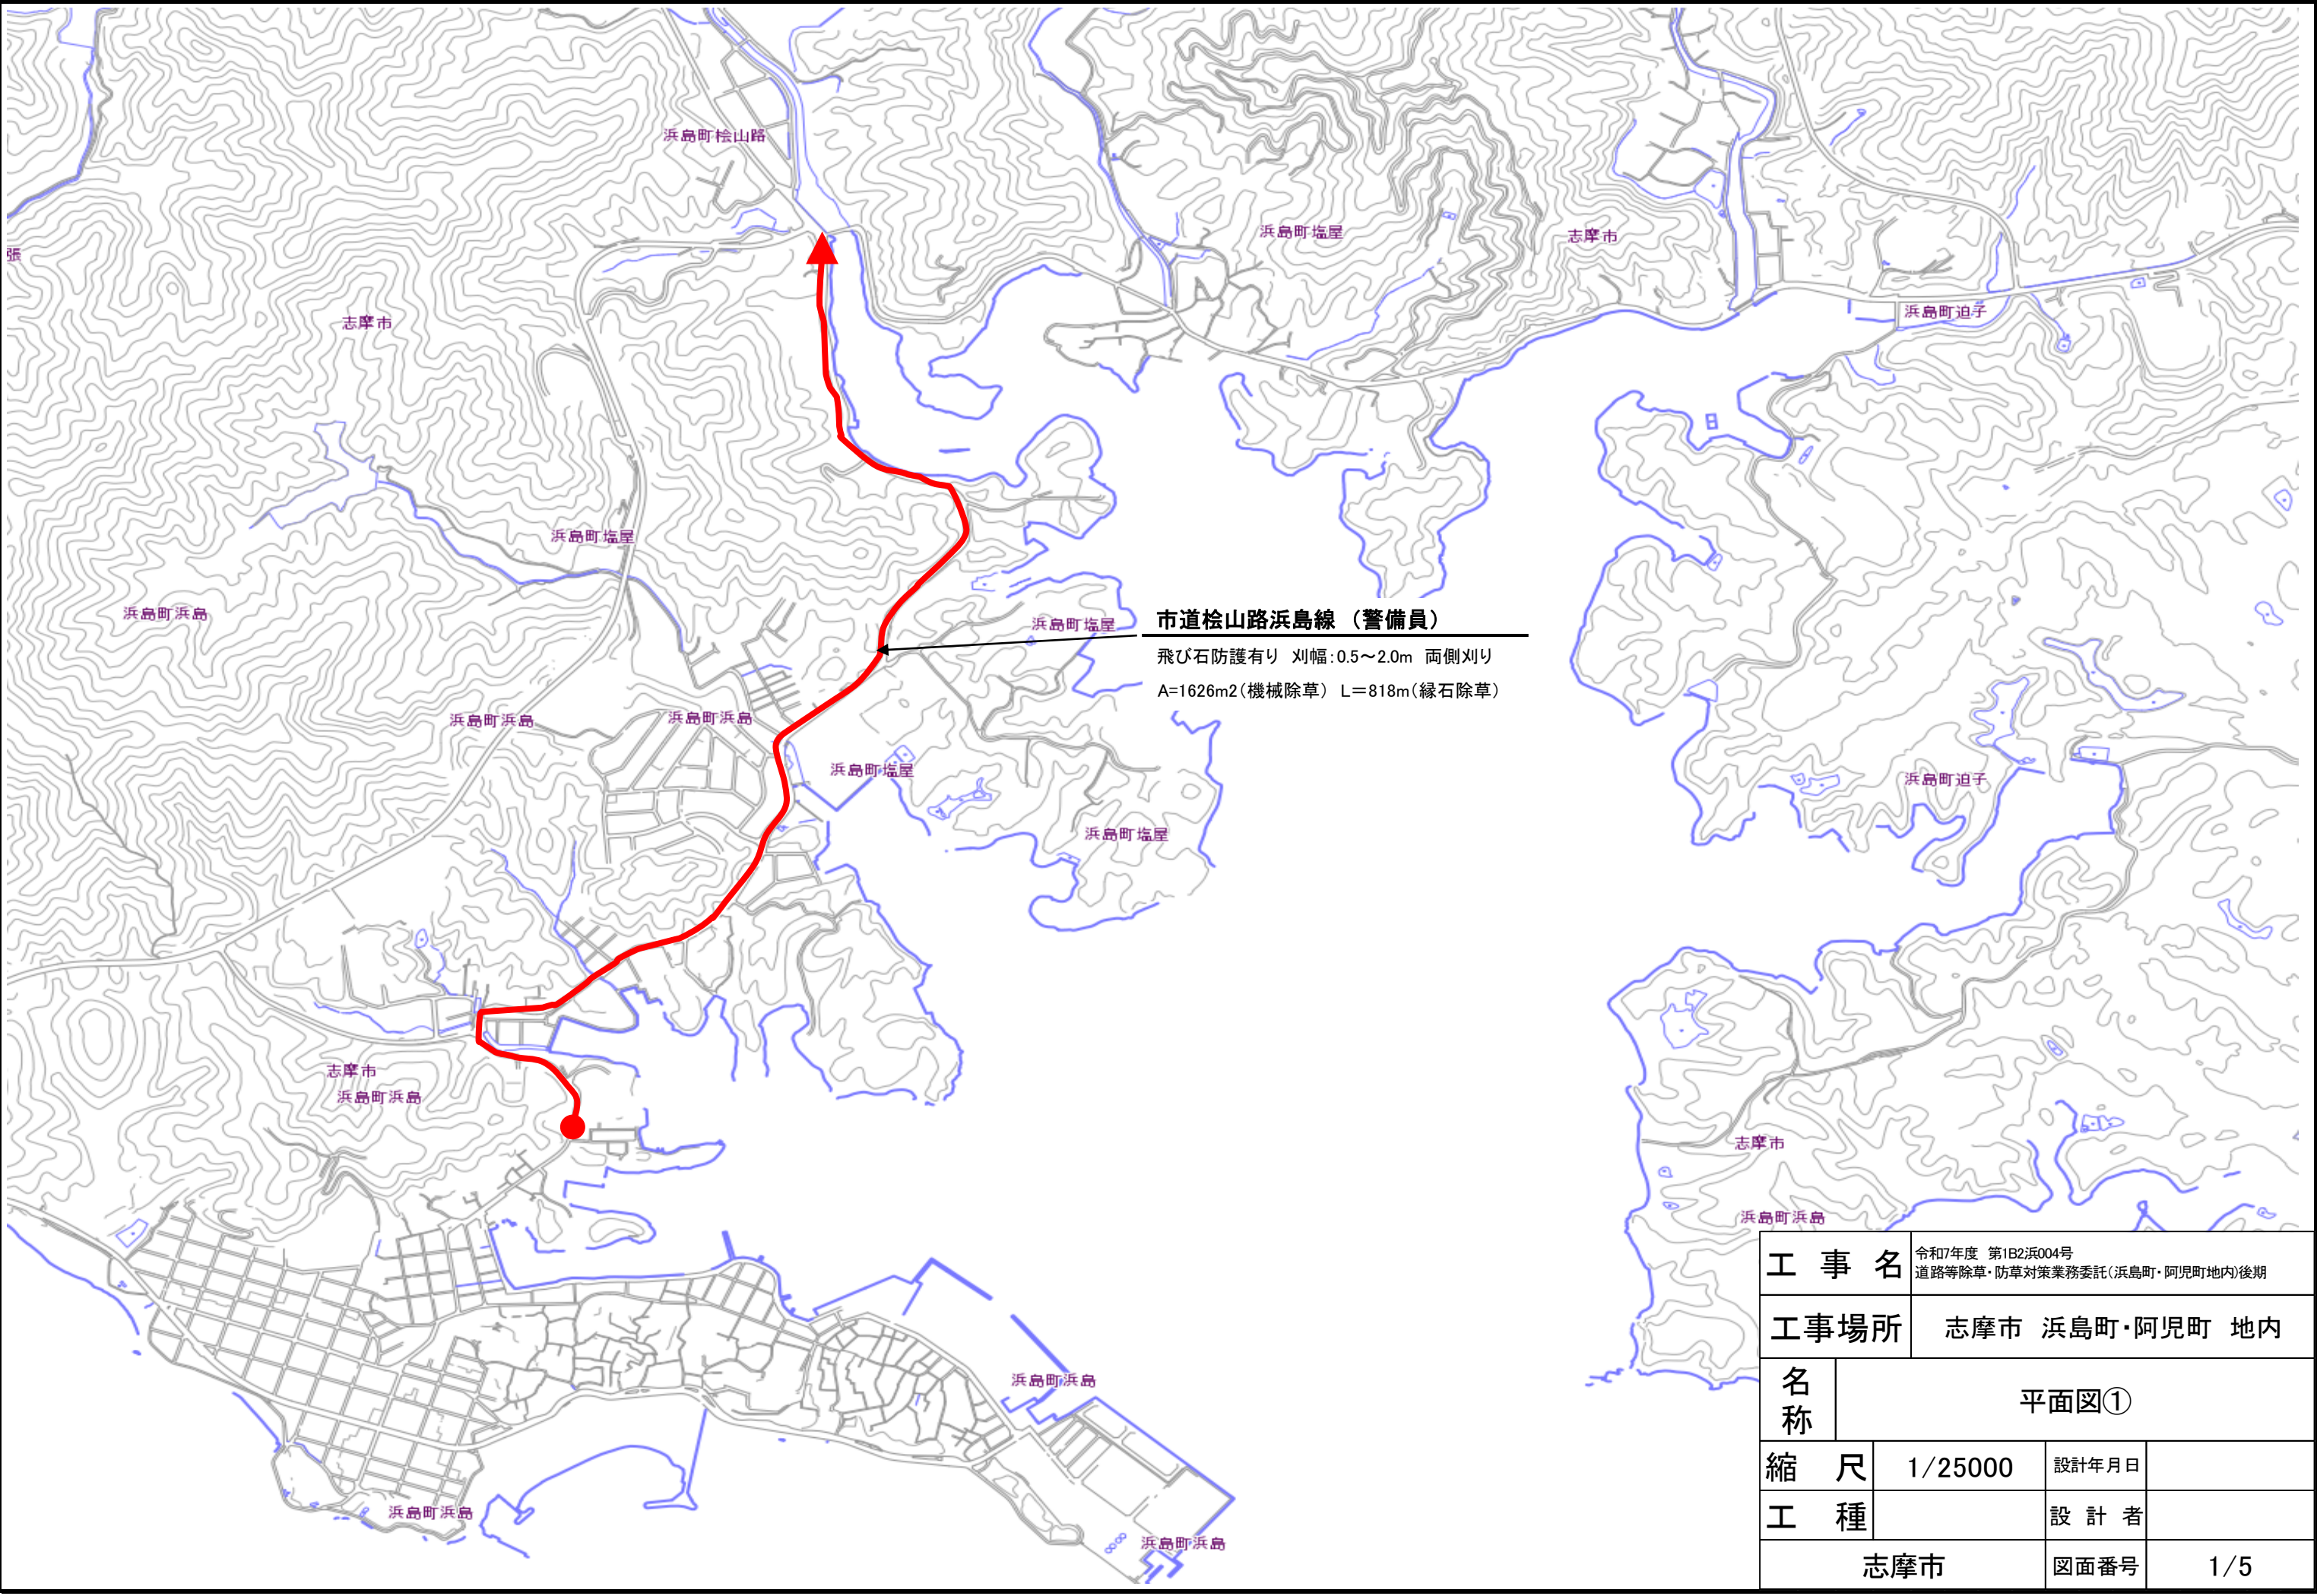 浜島町桧山路
浜島町塩屋
志摩市
張
浜島町迫子
志摩市
浜島町塩屋
浜島町浜島
浜島町塩屋
市道桧山路浜島線 (警備員)
飛び石防護有り 刈幅:0.5~2.0m 両側刈り
A=1626m2(機械除草) L=818m(縁石除草)
浜島町浜島
浜島町浜島
浜島町塩屋
浜島町迫子
浜島町塩屋
志摩市
浜島町浜島
志摩市
浜島町浜島
浜島町浜島
浜島町浜島
浜島町浜島
工 事 名
令和7年度 第1B2浜004号
道路等除草・防草対策業務委託(浜島町・阿児町地内)後期
工事場所
志摩市 浜島町・阿児町 地内
名称
平面図①
縮 尺
1/25000
設計年月日
工 種
設 計 者
志摩市
図面番号
1/5